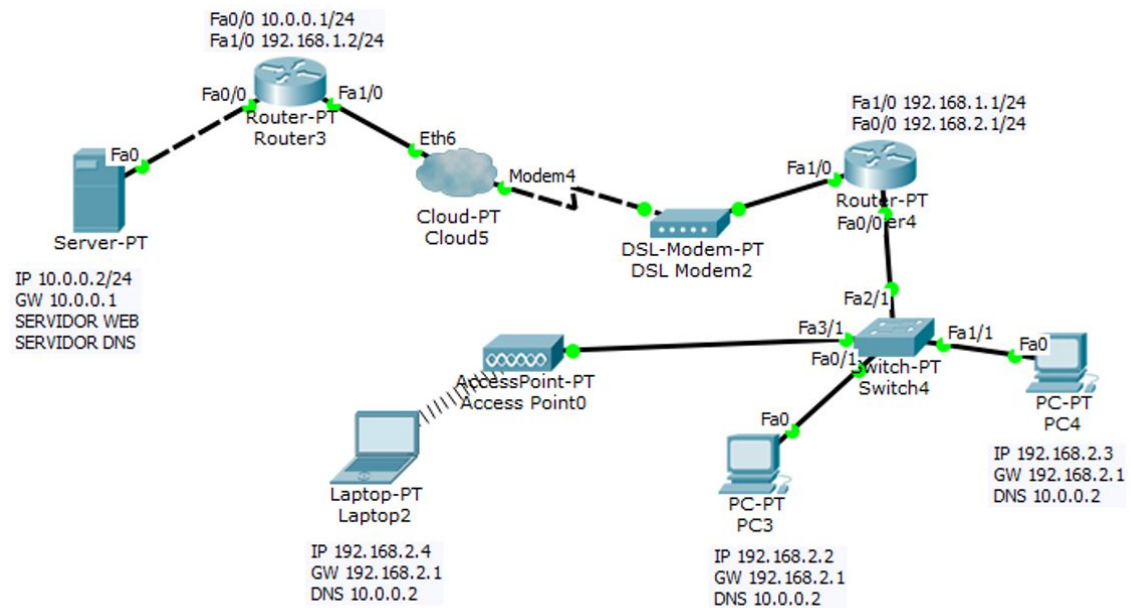 Fa0/0 10.0.0.1/24
Fa1/0 192.168.1.2/24
Fa0/0
Fa1/0
Router-PT
Router3
Fa0
Server-PT
IP 10.0.0.2/24
GW 10.0.0.1
SERVIDOR WEB
SERVIDOR DNS
Eth6
Modem4
Cloud-PT
Cloud5
DSL-Modem-PT
DSL Modem2
Fa1/0 192.168.1.1/24
Fa0/0 192.168.2.1/24
Fa1/0
Router-PT
Fa0/0
er4
Fa2/1
Fa3/1
Fa0/1
Fa1/1
Switch-PT
Switch4
Fa0
PC-PT
PC4
IP 192.168.2.3
GW 192.168.2.1
DNS 10.0.0.2
AccessPoint-PT
Access Point0
Laptop-PT
Laptop2
IP 192.168.2.4
GW 192.168.2.1
DNS 10.0.0.2
Fa0
PC-PT
PC3
IP 192.168.2.2
GW 192.168.2.1
DNS 10.0.0.2